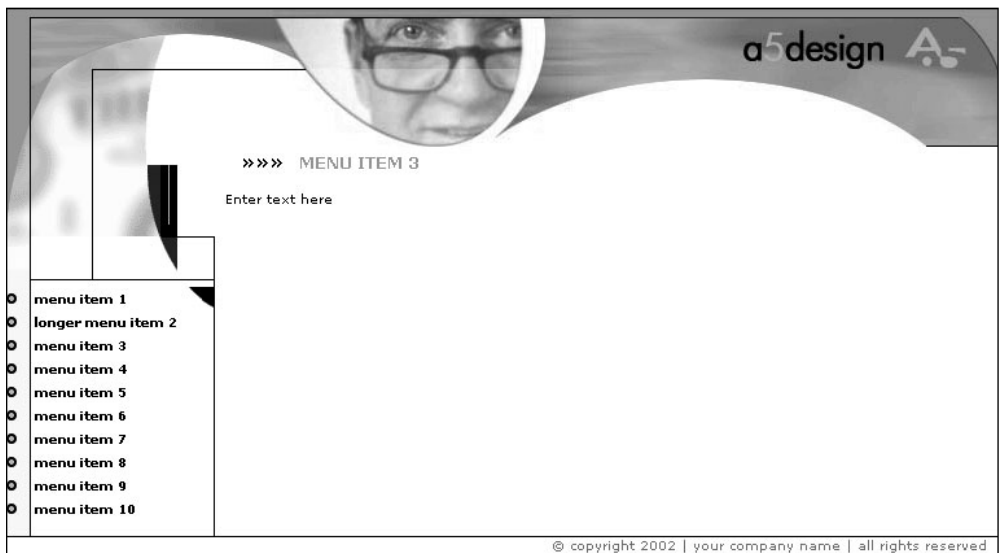 a5design
»»» MENU ITEM 3
Enter text here
menu item 1
longer menu item 2
menu item 3
menu item 4
menu item 5
menu item 6
menu item 7
menu item 8
menu item 9
menu item 10
© copyright 2002 | your company name | all rights reserved